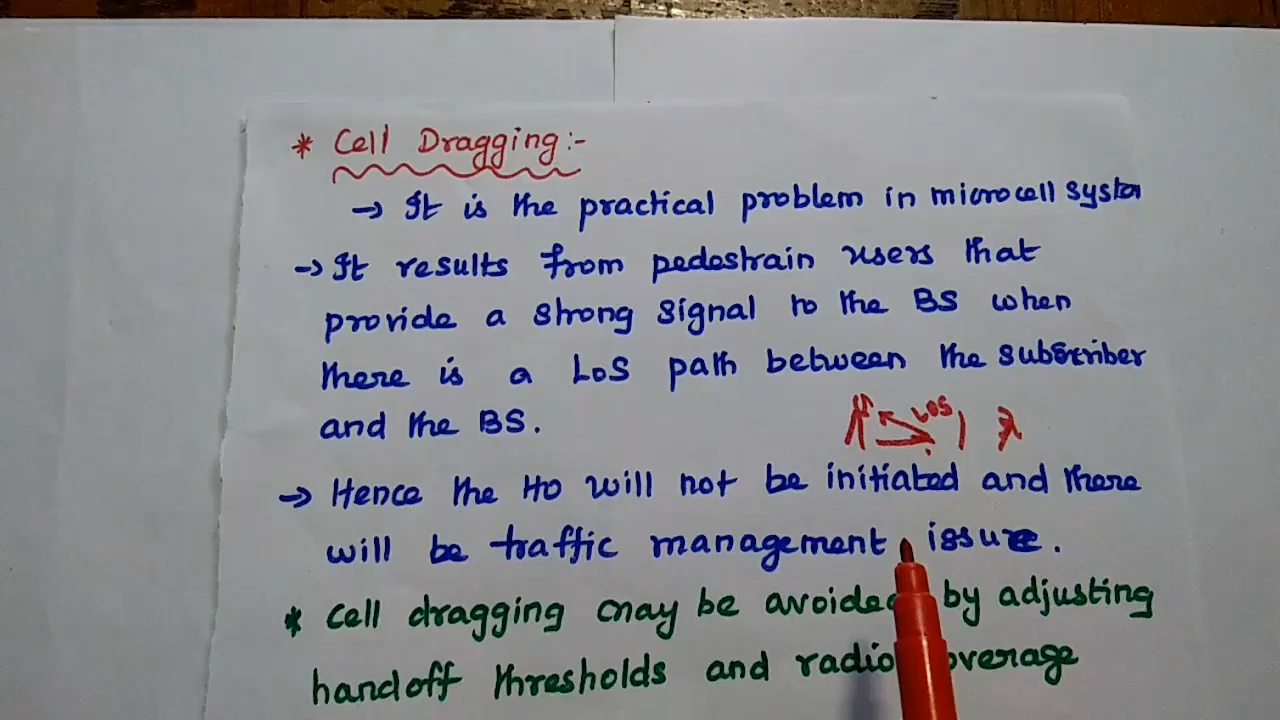 * Cell Dragging:-
→ It is the practical problem in microcell system
→ It results from pedestrain users that
provide a strong signal to the BS when
there is a LoS path between the subscriber
and the BS.
LOS
→ Hence the HO will not be initiated and there
will be traffic management issue.
* Cell dragging may be avoided by adjusting
handoff thresholds and radio coverage